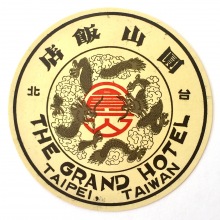 圓山飯店
台北
THE GRAND HOTEL
TAIPEI, TAIWAN